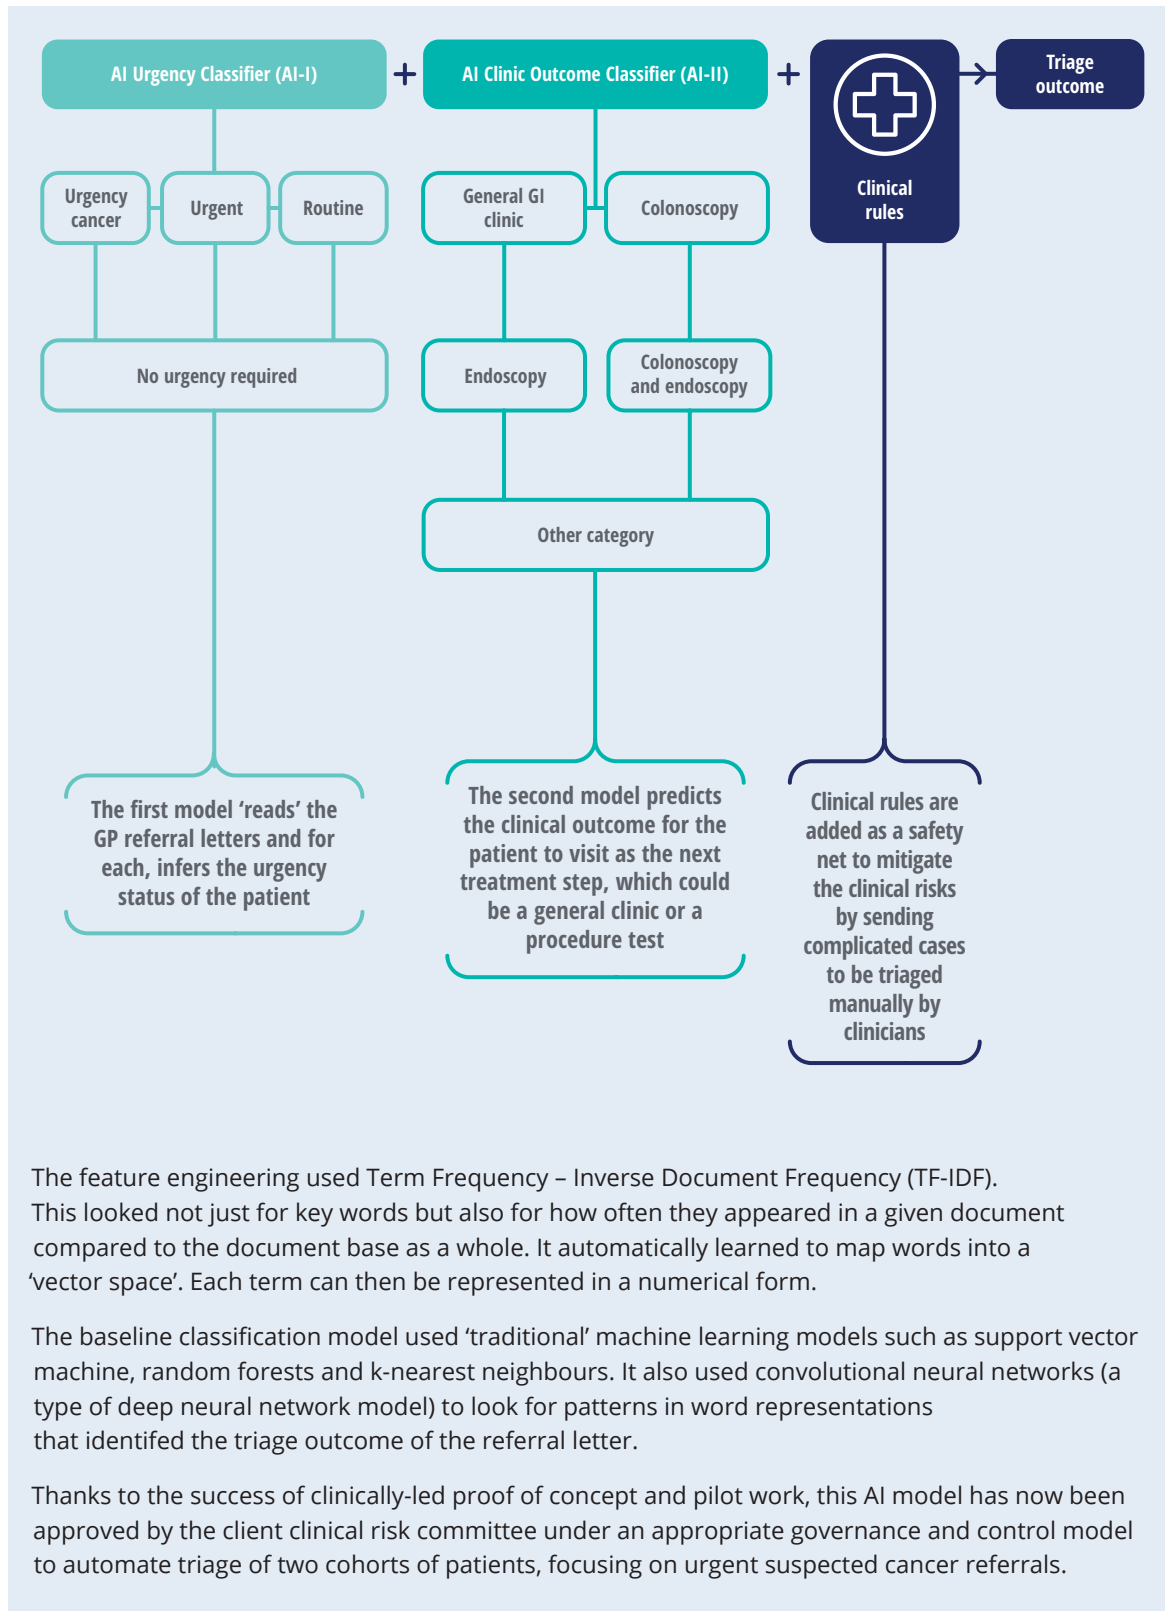 AI Urgency Classifier (AI-I)
+
AI Clinic Outcome Classifier (AI-II)
+
Clinical
rules
Triage
outcome
Urgency
cancer
Urgent
Routine
General GI
clinic
Colonoscopy
No urgency required
Endoscopy
Colonoscopy
and endoscopy
Other category
The first model ‘reads’ the
GP referral letters and for
each, infers the urgency
status of the patient
The second model predicts
the clinical outcome for the
patient to visit as the next
treatment step, which could
be a general clinic or a
procedure test
Clinical rules are
added as a safety
net to mitigate
the clinical risks
by sending
complicated cases
to be triaged
manually by
clinicians
The feature engineering used Term Frequency – Inverse Document Frequency (TF-IDF).
This looked not just for key words but also for how often they appeared in a given document
compared to the document base as a whole. It automatically learned to map words into a
‘vector space’. Each term can then be represented in a numerical form.
The baseline classification model used ‘traditional’ machine learning models such as support vector
machine, random forests and k-nearest neighbours. It also used convolutional neural networks (a
type of deep neural network model) to look for patterns in word representations
that identifed the triage outcome of the referral letter.
Thanks to the success of clinically-led proof of concept and pilot work, this AI model has now been
approved by the client clinical risk committee under an appropriate governance and control model
to automate triage of two cohorts of patients, focusing on urgent suspected cancer referrals.